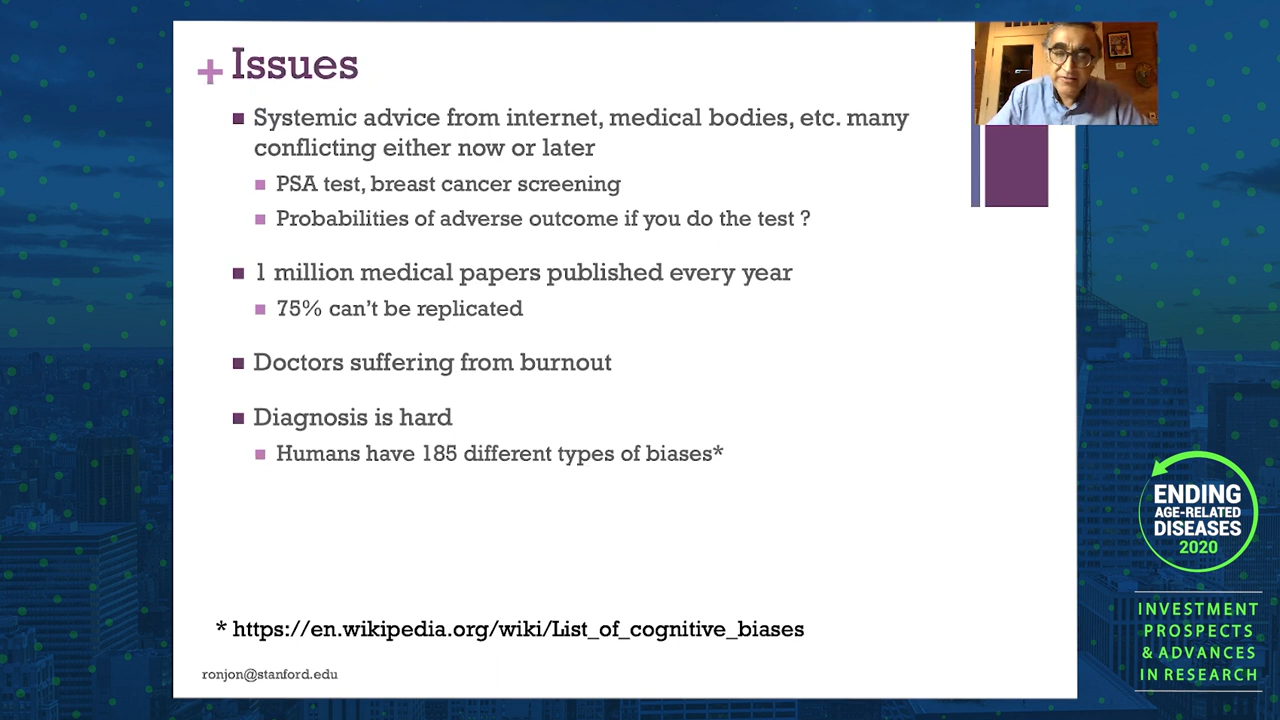 + Issues
Systemic advice from internet, medical bodies, etc. many
conflicting either now or later
PSA test, breast cancer screening
Probabilities of adverse outcome if you do the test ?
1 million medical papers published every year
75% can't be replicated
Doctors suffering from burnout
Diagnosis is hard
Humans have 185 different types of biases*
* https://en.wikipedia.org/wiki/List_of_cognitive_biases
ronjon@stanford.edu
ENDING
AGE-RELATED
DISEASES
2020
INVESTMENT
PROSPECTS
& ADVANCES
IN RESEARCH